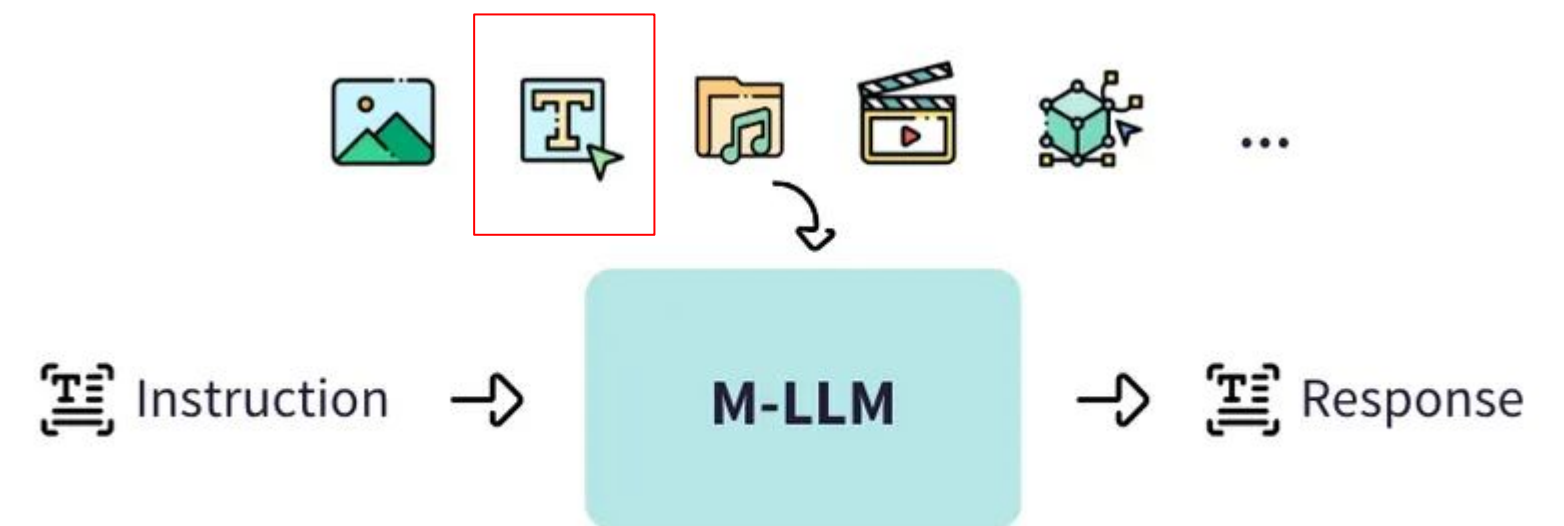 T
...
T Instruction
M-LLM
T Response